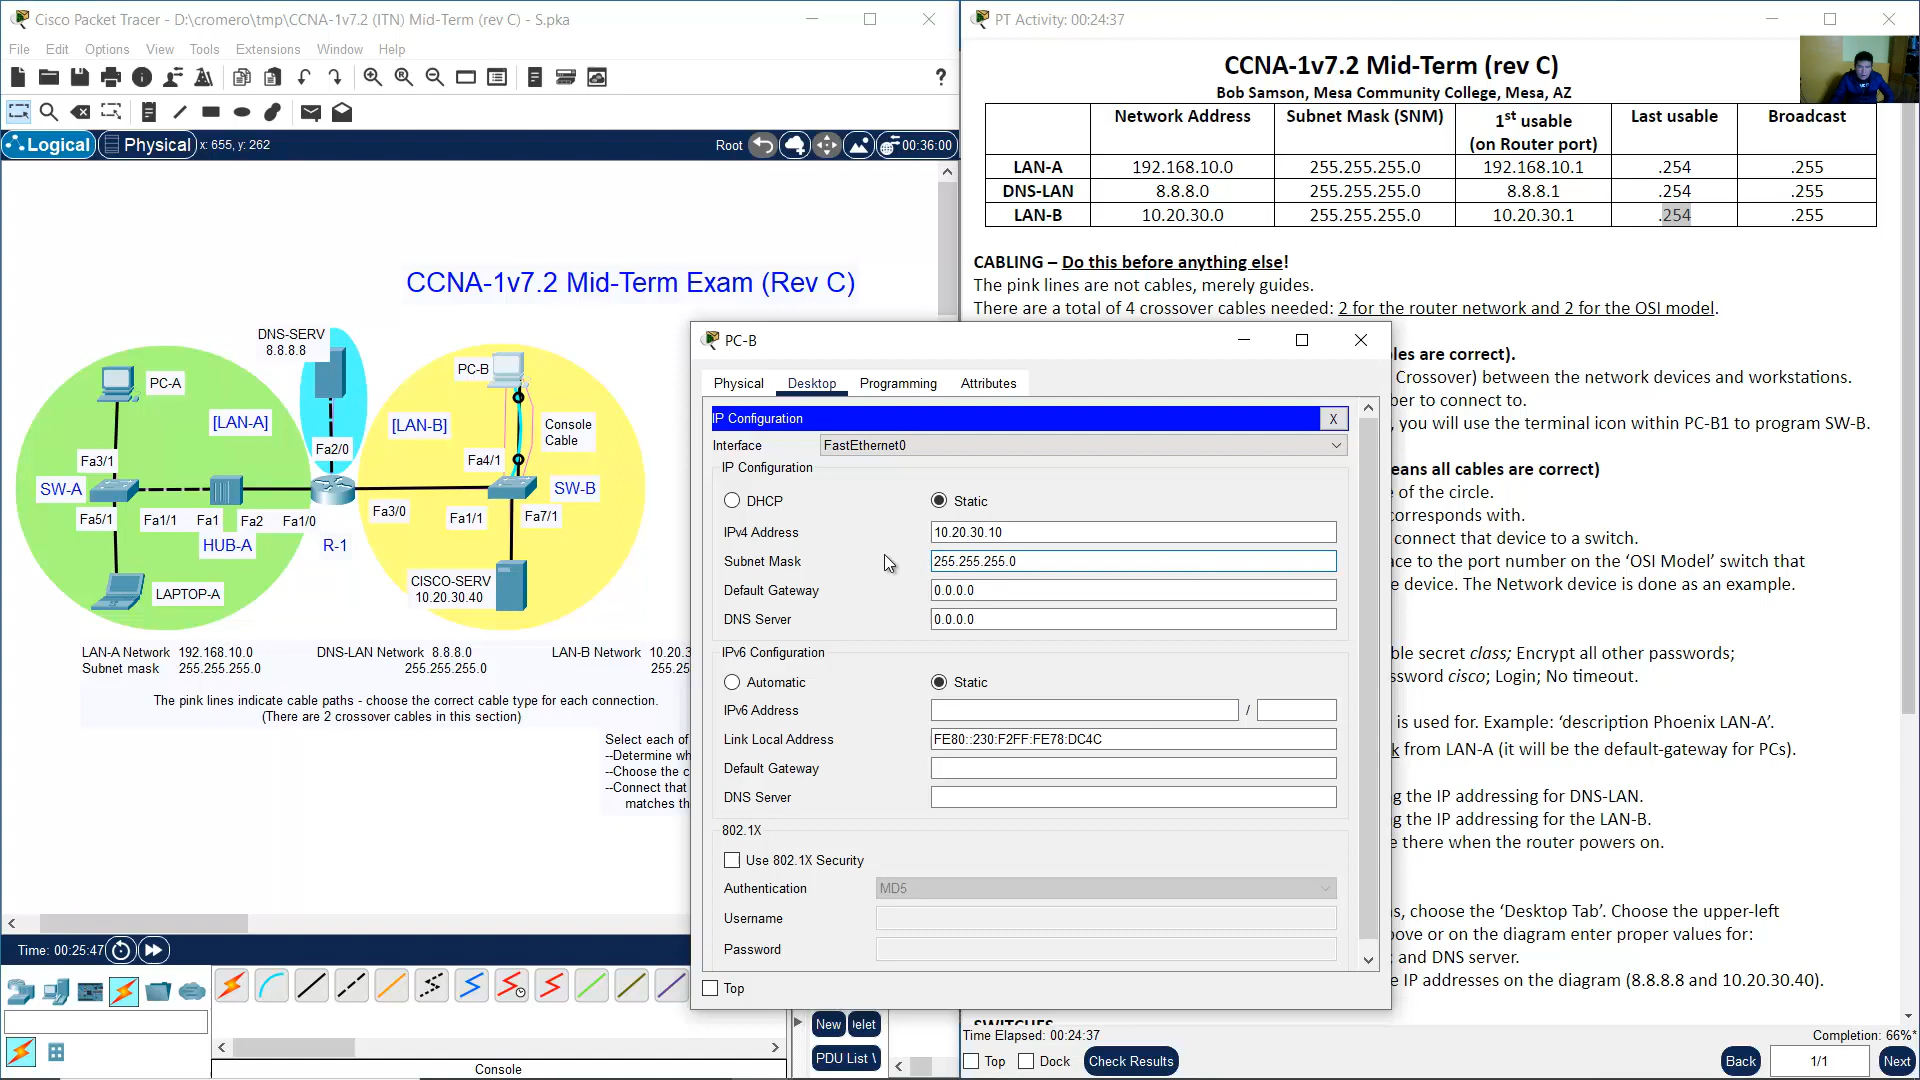 Cisco Packet Tracer - D:\cromero\tmp\CCNA-1v7.2 (ITN) Mid-Term (rev C) - S.pka
File Edit Options View Tools Extensions Window Help
Logical Physical x: 655, y: 262
Root 00:36:00
CCNA-1v7.2 Mid-Term Exam (Rev C)
DNS-SERV
8.8.8.8
PC-A
PC-B
[LAN-A]
[LAN-B]
Console
Cable
Fa2/0
Fa3/1
Fa4/1
SW-A
SW-B
Fa5/1
Fa1/1
Fa1
Fa2
Fa1/0
Fa3/0
Fa1/1
Fa7/1
HUB-A
R-1
LAPTOP-A
CISCO-SERV
10.20.30.40
LAN-A Network 192.168.10.0
Subnet mask 255.255.255.0
DNS-LAN Network 8.8.8.0
255.255.255.0
LAN-B Network 10.20.3
255.25
The pink lines indicate cable paths - choose the correct cable type for each connection.
(There are 2 crossover cables in this section)
Select each of
--Determine wh
--Choose the c
--Connect that
matches th
Time: 00:25:47
New
elet
PDU List \
Console
PC-B
Physical Desktop Programming Attributes
IP Configuration X
Interface FastEthernet0
IP Configuration
DHCP Static
IPv4 Address 10.20.30.10
Subnet Mask 255.255.255.0
Default Gateway 0.0.0.0
DNS Server 0.0.0.0
IPv6 Configuration
Automatic Static
IPv6 Address /
Link Local Address FE80::230:F2FF:FE78:DC4C
Default Gateway
DNS Server
802.1X
Use 802.1X Security
Authentication MD5
Username
Password
Top
PT Activity: 00:24:37
CCNA-1v7.2 Mid-Term (rev C)
Bob Samson, Mesa Community College, Mesa, AZ
Network Address Subnet Mask (SNM) 1st usable (on Router port) Last usable Broadcast
LAN-A 192.168.10.0 255.255.255.0 192.168.10.1 .254 .255
DNS-LAN 8.8.8.0 255.255.255.0 8.8.8.1 .254 .255
LAN-B 10.20.30.0 255.255.255.0 10.20.30.1 .254 .255
CABLING – Do this before anything else!
The pink lines are not cables, merely guides.
There are a total of 4 crossover cables needed: 2 for the router network and 2 for the OSI model.
les are correct).
Crossover) between the network devices and workstations.
ber to connect to.
, you will use the terminal icon within PC-B1 to program SW-B.
eans all cables are correct)
e of the circle.
corresponds with.
connect that device to a switch.
ace to the port number on the ‘OSI Model’ switch that
e device. The Network device is done as an example.
ble secret class; Encrypt all other passwords;
ssword cisco; Login; No timeout.
is used for. Example: ‘description Phoenix LAN-A’.
k from LAN-A (it will be the default-gateway for PCs).
g the IP addressing for DNS-LAN.
g the IP addressing for the LAN-B.
e there when the router powers on.
s, choose the ‘Desktop Tab’. Choose the upper-left
ove or on the diagram enter proper values for:
; and DNS server.
e IP addresses on the diagram (8.8.8.8 and 10.20.30.40).
SWITCHES
Time Elapsed: 00:24:37 Completion: 66%*
Top Dock Check Results Back 1/1 Next